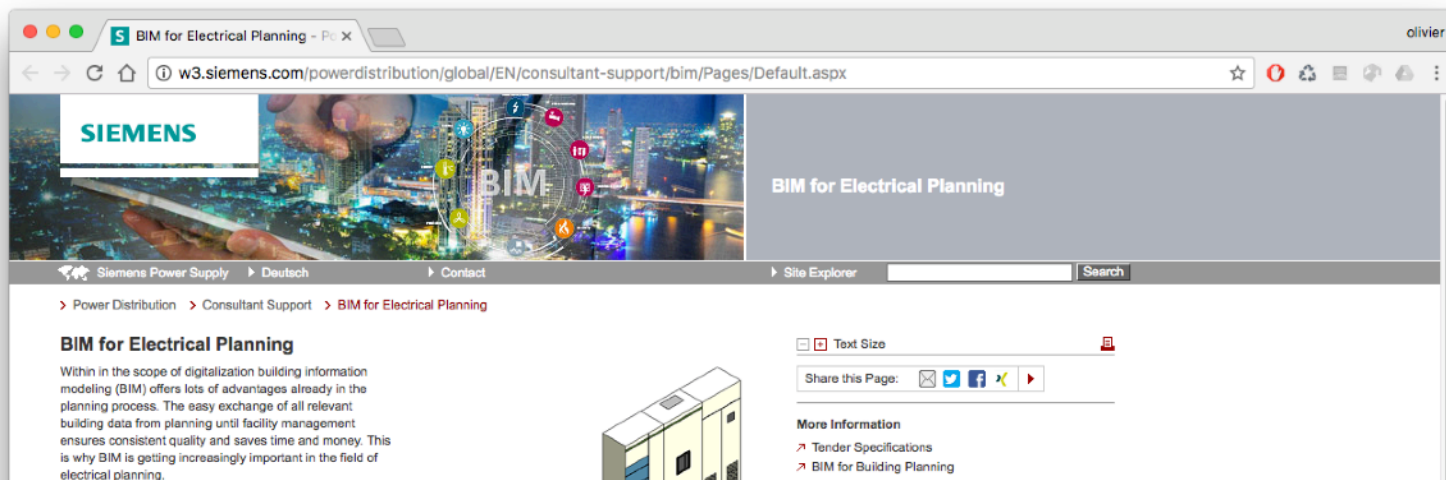 S BIM for Electrical Planning - Po
olivier
w3.siemens.com/powerdistribution/global/EN/consultant-support/bim/Pages/Default.aspx
SIEMENS
BIM
BIM for Electrical Planning
Siemens Power Supply Deutsch Contact Site Explorer Search
Power Distribution Consultant Support BIM for Electrical Planning
BIM for Electrical Planning
Within in the scope of digitalization building information
modeling (BIM) offers lots of advantages already in the
planning process. The easy exchange of all relevant
building data from planning until facility management
ensures consistent quality and saves time and money. This
is why BIM is getting increasingly important in the field of
electrical planning.
Text Size
Share this Page:
More Information
Tender Specifications
BIM for Building Planning